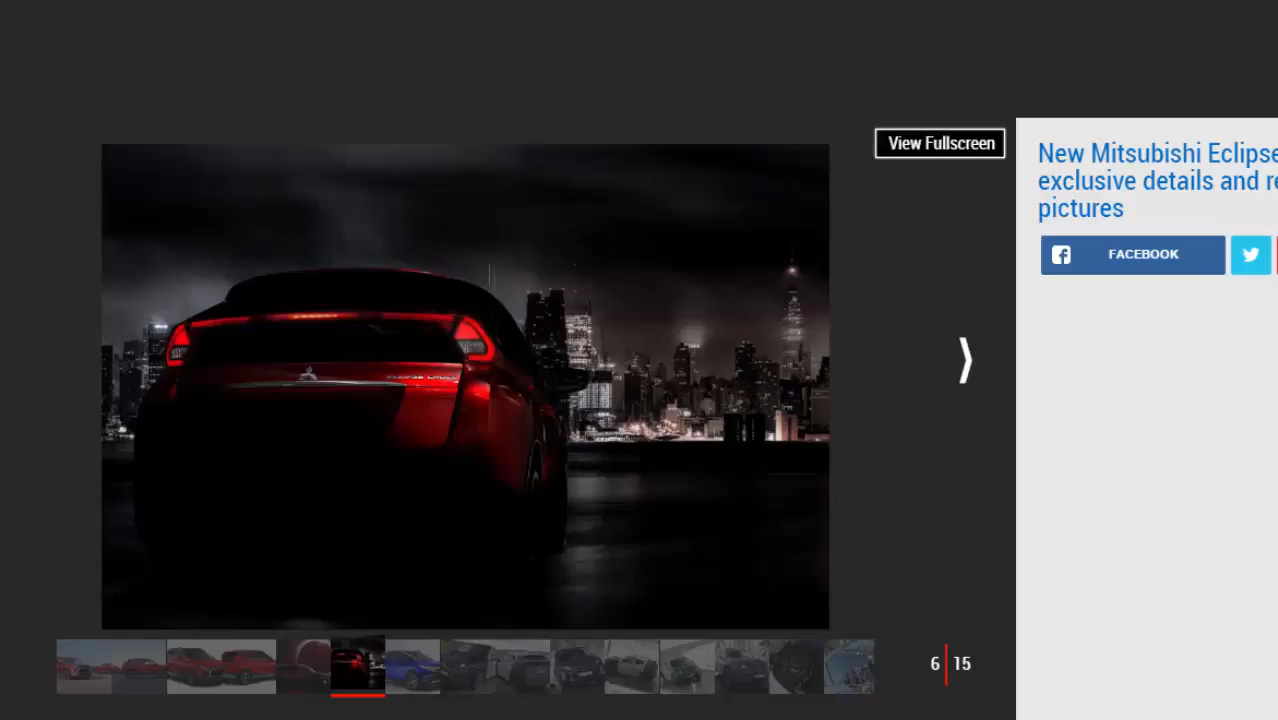 View Fullscreen
New Mitsubishi Eclipse
exclusive details and re
pictures
FACEBOOK
6 15